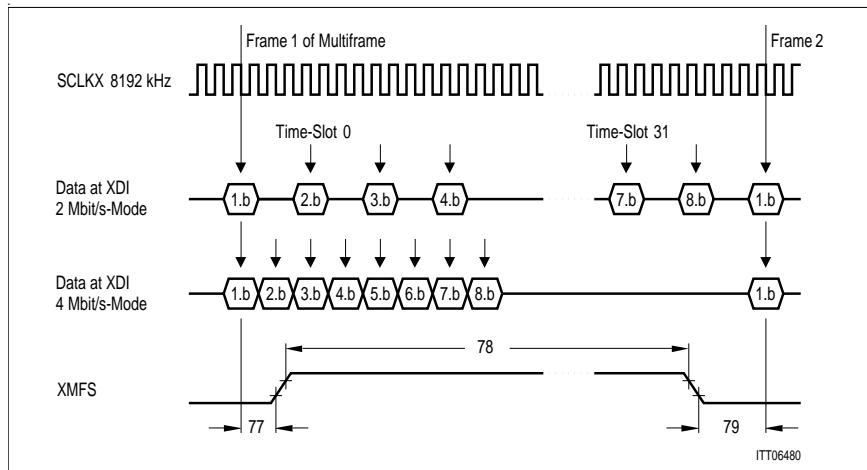 Frame 1 of Multiframe
Frame 2
SCLKX 8192 kHz
Time-Slot 0
Time-Slot 31
Data at XDI
2 Mbit/s-Mode
1.b 2.b 3.b 4.b 7.b 8.b 1.b
Data at XDI
4 Mbit/s-Mode
1.b 2.b 3.b 4.b 5.b 6.b 7.b 8.b 1.b
78
XMFS
77
79
ITT06480